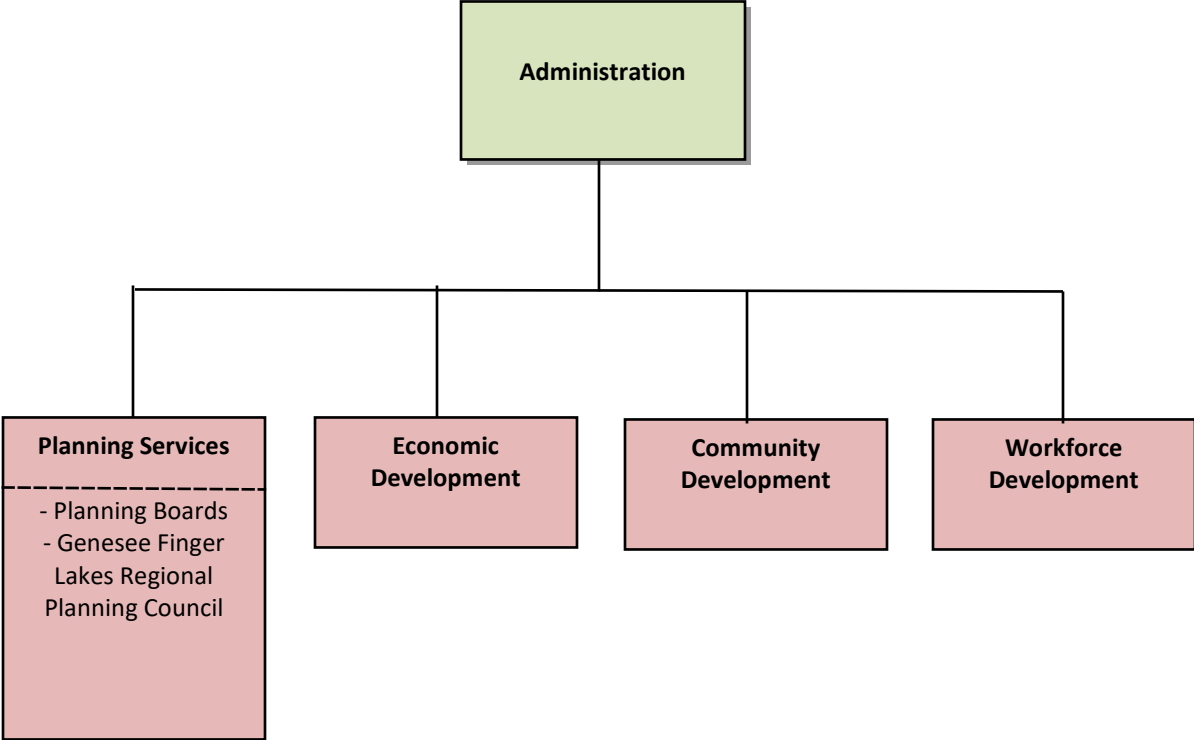 Administration
Planning Services
- Planning Boards
- Genesee Finger
Lakes Regional
Planning Council
Economic
Development
Community
Development
Workforce
Development